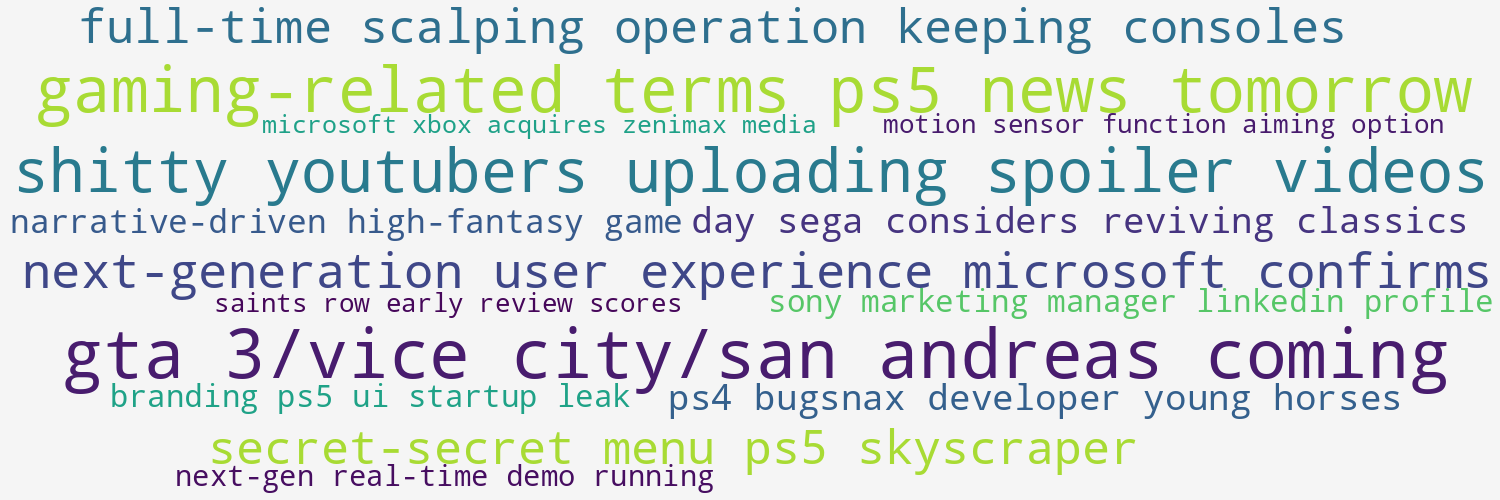 full-time scalping operation keeping consoles
gaming-related terms ps5 news tomorrow
microsoft xbox acquires zenimax media
motion sensor function aiming option
shitty youtubers uploading spoiler videos
narrative-driven high-fantasy game
day sega considers reviving classics
next-generation user experience microsoft confirms
saints row early review scores
sony marketing manager linkedin profile
gta 3/vice city/san andreas coming
branding ps5 ui startup leak
ps4 bugsnax developer young horses
secret-secret menu ps5 skyscraper
next-gen real-time demo running